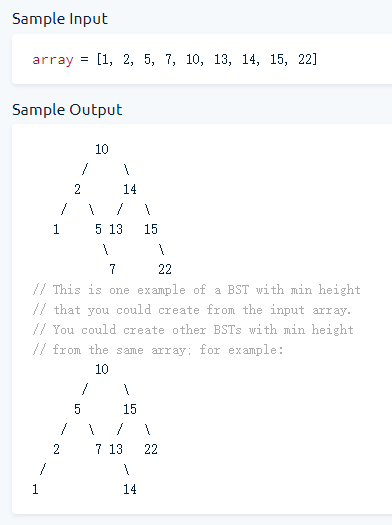 Sample Input
array = [1, 2, 5, 7, 10, 13, 14, 15, 22]
Sample Output
         10
       /     \
      2      14
    /   \   /   \
   1     5 13   15
          \       \
           7      22
// This is one example of a BST with min height
// that you could create from the input array.
// You could create other BSTs with min height
// from the same array; for example:
         10
       /     \
      5      15
    /   \   /   \
   2     7 13   22
 /           \
1            14